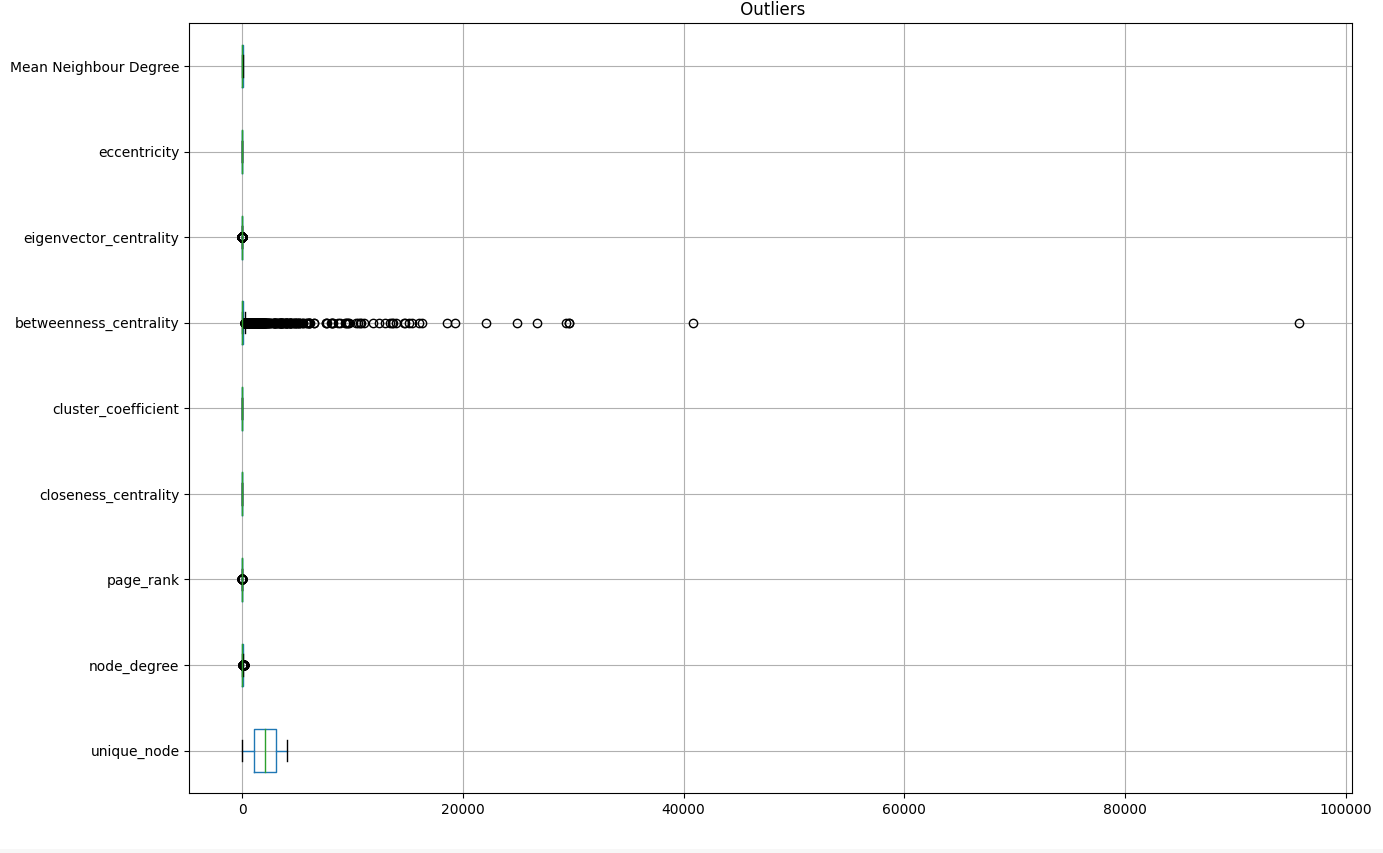 Outliers
Mean Neighbour Degree
eccentricity
eigenvector_centrality
betweenness_centrality
cluster_coefficient
closeness_centrality
page_rank
node_degree
unique_node
0 20000 40000 60000 80000 100000